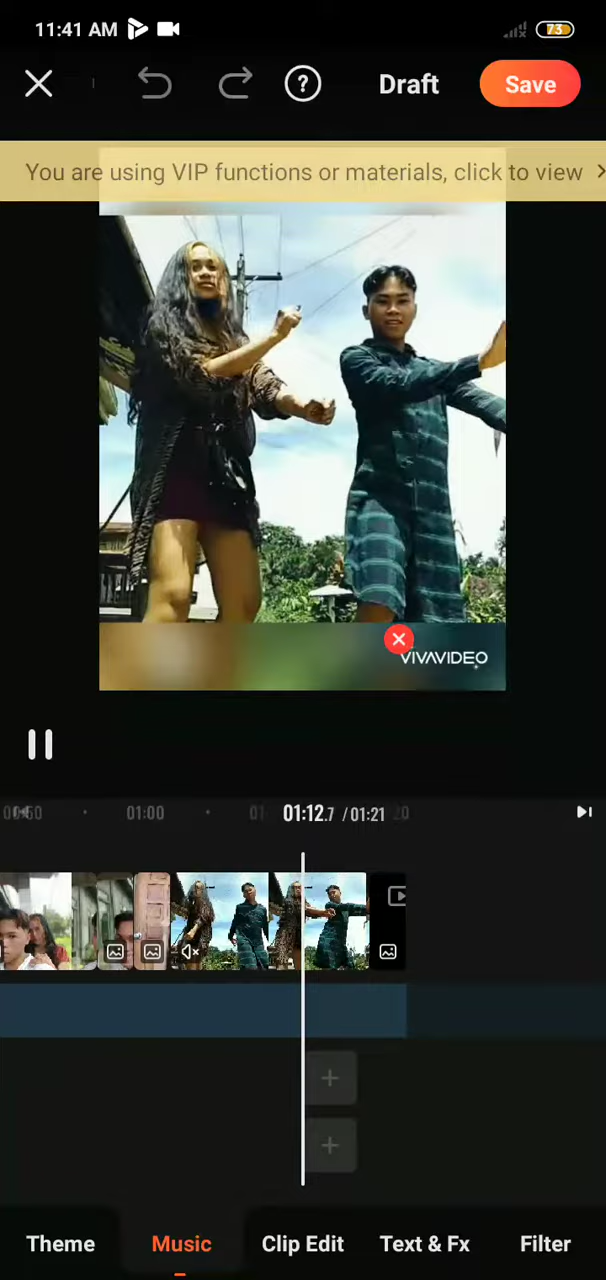 11:41 AM
73
Draft
Save
You are using VIP functions or materials, click to view
VIVAVIDEO
01:00
01:12.7 / 01:21
Theme
Music
Clip Edit
Text & Fx
Filter